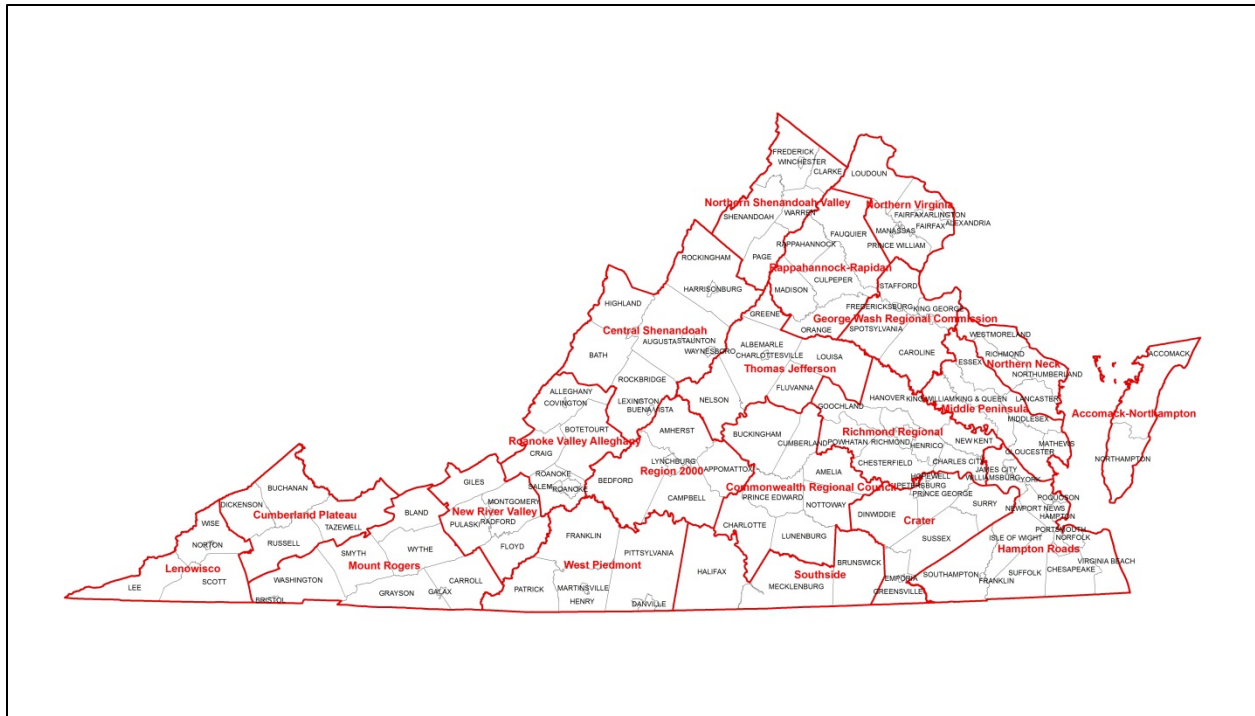 FREDERICK
WINCHESTER
CLARKE
LOUDOUN
Northern Shenandoah Valley
Northern Virginia
SHENANDOAH
WARREN
FAIRFAX
ARLINGTON
ALEXANDRIA
FAIRFAX
MANASSAS
FAUQUIER
RAPPAHANNOCK
PRINCE WILLIAM
ROCKINGHAM
PAGE
Rappahannock-Rapidan
CULPEPER
STAFFORD
HARRISONBURG
MADISON
HIGHLAND
FREDERICKSBURG
KING GEORGE
GREENE
George Wash Regional Commission
Central Shenandoah
ORANGE
SPOTSYLVANIA
WESTMORELAND
AUGUSTA
STAUNTON
ALBEMARLE
WAYNESBORO
CHARLOTTESVILLE
LOUISA
CAROLINE
RICHMOND
ACCOMACK
BATH
ESSEX
Northern Neck
Thomas Jefferson
NORTHUMBERLAND
ROCKBRIDGE
FLUVANNA
ALLEGHANY
COVINGTON
LEXINGTON
BUENA VISTA
NELSON
GOOCHLAND
HANOVER
KING WILLIAM
KING & QUEEN
LANCASTER
Middle Peninsula
Accomack-Northampton
MIDDLESEX
BOTETOURT
AMHERST
BUCKINGHAM
CUMBERLAND
Richmond Regional
Roanoke Valley Alleghany
POWHATAN
RICHMOND
HENRICO
NEW KENT
MATHEWS
GLOUCESTER
CRAIG
LYNCHBURG
CHESTERFIELD
CHARLES CITY
NORTHAMPTON
Region 2000
APPOMATTOX
AMELIA
JAMES CITY
ROANOKE
BEDFORD
HOPEWELL
WILLIAMSBURG
YORK
GILES
SALEM
ROANOKE
Commonwealth Regional Council
PETERSBURG
BUCHANAN
CAMPBELL
PRINCE EDWARD
PRINCE GEORGE
POQUOSON
DICKENSON
MONTGOMERY
NOTTOWAY
SURRY
NEWPORT NEWS
BLAND
New River Valley
DINWIDDIE
HAMPTON
Cumberland Plateau
WISE
TAZEWELL
PULASKI
RADFORD
CHARLOTTE
Crater
PORTSMOUTH
FRANKLIN
LUNENBURG
SUSSEX
ISLE OF WIGHT
NORFOLK
NORTON
RUSSELL
WYTHE
FLOYD
PITTSYLVANIA
Hampton Roads
SMYTH
Mount Rogers
West Piedmont
BRUNSWICK
VIRGINIA BEACH
Lenowisco
HALIFAX
Southside
CHESAPEAKE
SCOTT
WASHINGTON
CARROLL
EMPORIA
SOUTHAMPTON
SUFFOLK
LEE
GRAYSON
GALAX
PATRICK
MARTINSVILLE
MECKLENBURG
FRANKLIN
GREENSVILLE
BRISTOL
HENRY
DANVILLE